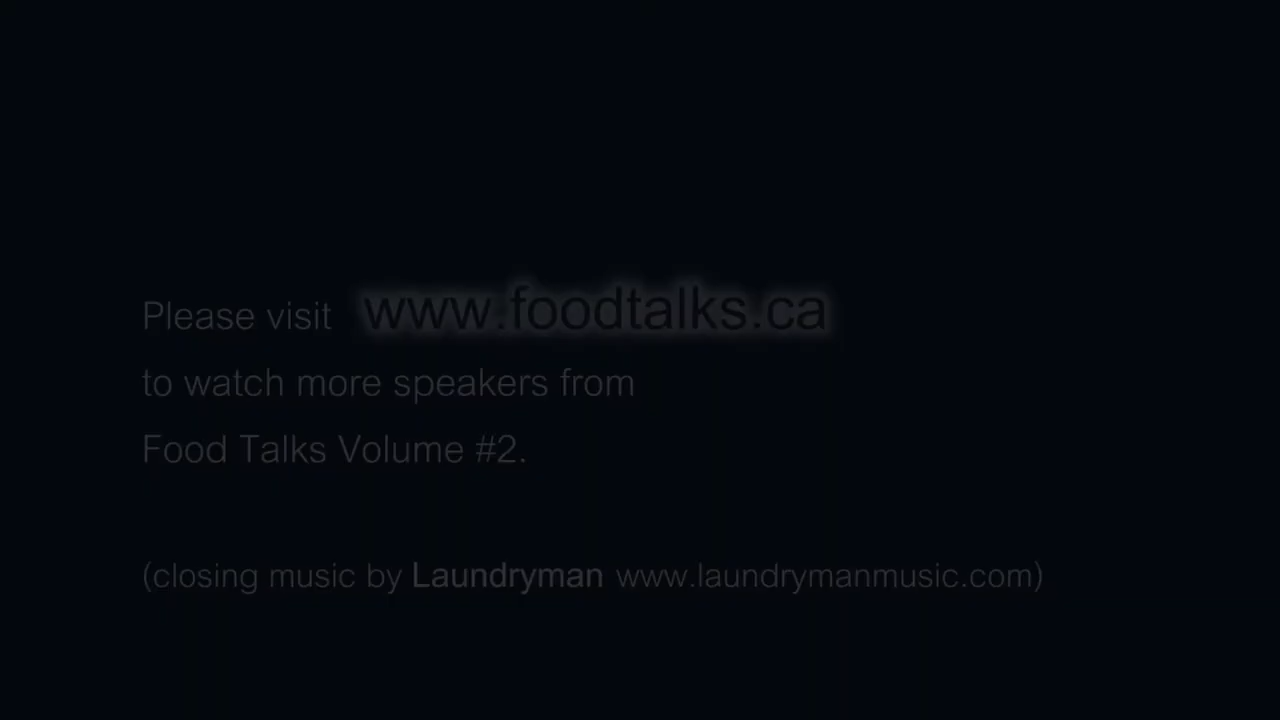 Please visit www.foodtalks.ca
to watch more speakers from
Food Talks Volume #2.
(closing music by Laundryman www.laundrymanmusic.com)